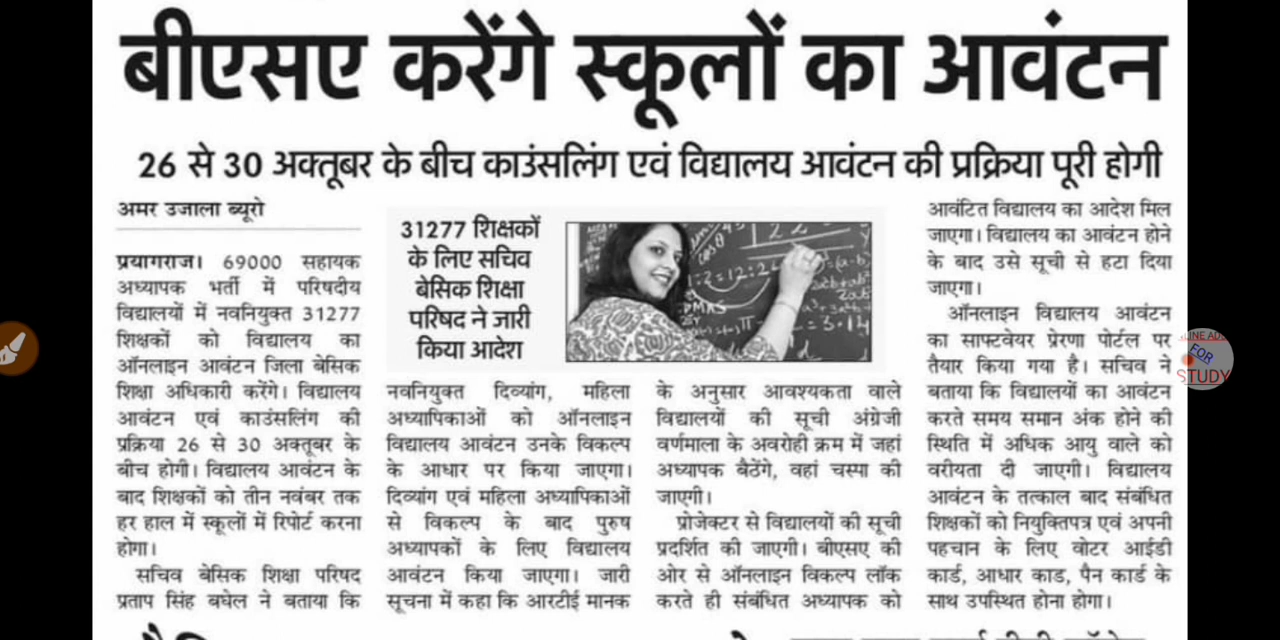 बीएसए करेंगे स्कूलों का आवंटन
26 से 30 अक्तूबर के बीच काउंसलिंग एवं विद्यालय आवंटन की प्रक्रिया पूरी होगी
अमर उजाला ब्यूरो
प्रयागराज। 69000 सहायक
अध्यापक भर्ती में परिषदीय
विद्यालयों में नवनियुक्त 31277
शिक्षकों को विद्यालय का
ऑनलाइन आवंटन जिला बेसिक
शिक्षा अधिकारी करेंगे। विद्यालय
आवंटन एवं काउंसलिंग की
प्रक्रिया 26 से 30 अक्तूबर के
बीच होगी। विद्यालय आवंटन के
बाद शिक्षकों को तीन नवंबर तक
हर हाल में स्कूलों में रिपोर्ट करना
होगा।
सचिव बेसिक शिक्षा परिषद
प्रताप सिंह बघेल ने बताया कि
31277 शिक्षकों
के लिए सचिव
बेसिक शिक्षा
परिषद ने जारी
किया आदेश
नवनियुक्त दिव्यांग, महिला
अध्यापिकाओं को ऑनलाइन
विद्यालय आवंटन उनके विकल्प
के आधार पर किया जाएगा।
दिव्यांग एवं महिला अध्यापिकाओं
से विकल्प के बाद पुरुष
अध्यापकों के लिए विद्यालय
आवंटन किया जाएगा। जारी
सूचना में कहा कि आरटीई मानक
के अनुसार आवश्यकता वाले
विद्यालयों की सूची अंग्रेजी
वर्णमाला के अवरोही क्रम में जहां
अध्यापक बैठेंगे, वहां चस्पा की
जाएगी।
प्रोजेक्टर से विद्यालयों की सूची
प्रदर्शित की जाएगी। बीएसए की
ओर से ऑनलाइन विकल्प लॉक
करते ही संबंधित अध्यापक को
आवंटित विद्यालय का आदेश मिल
जाएगा। विद्यालय का आवंटन होने
के बाद उसे सूची से हटा दिया
जाएगा।
ऑनलाइन विद्यालय आवंटन
का साफ्टवेयर प्रेरणा पोर्टल पर
तैयार किया गया है। सचिव ने
बताया कि विद्यालयों का आवंटन
करते समय समान अंक होने की
स्थिति में अधिक आयु वाले को
वरीयता दी जाएगी। विद्यालय
आवंटन के तत्काल बाद संबंधित
शिक्षकों को नियुक्तिपत्र एवं अपनी
पहचान के लिए वोटर आईडी
कार्ड, आधार काड, पैन कार्ड के
साथ उपस्थित होना होगा।
FOR
STUDY